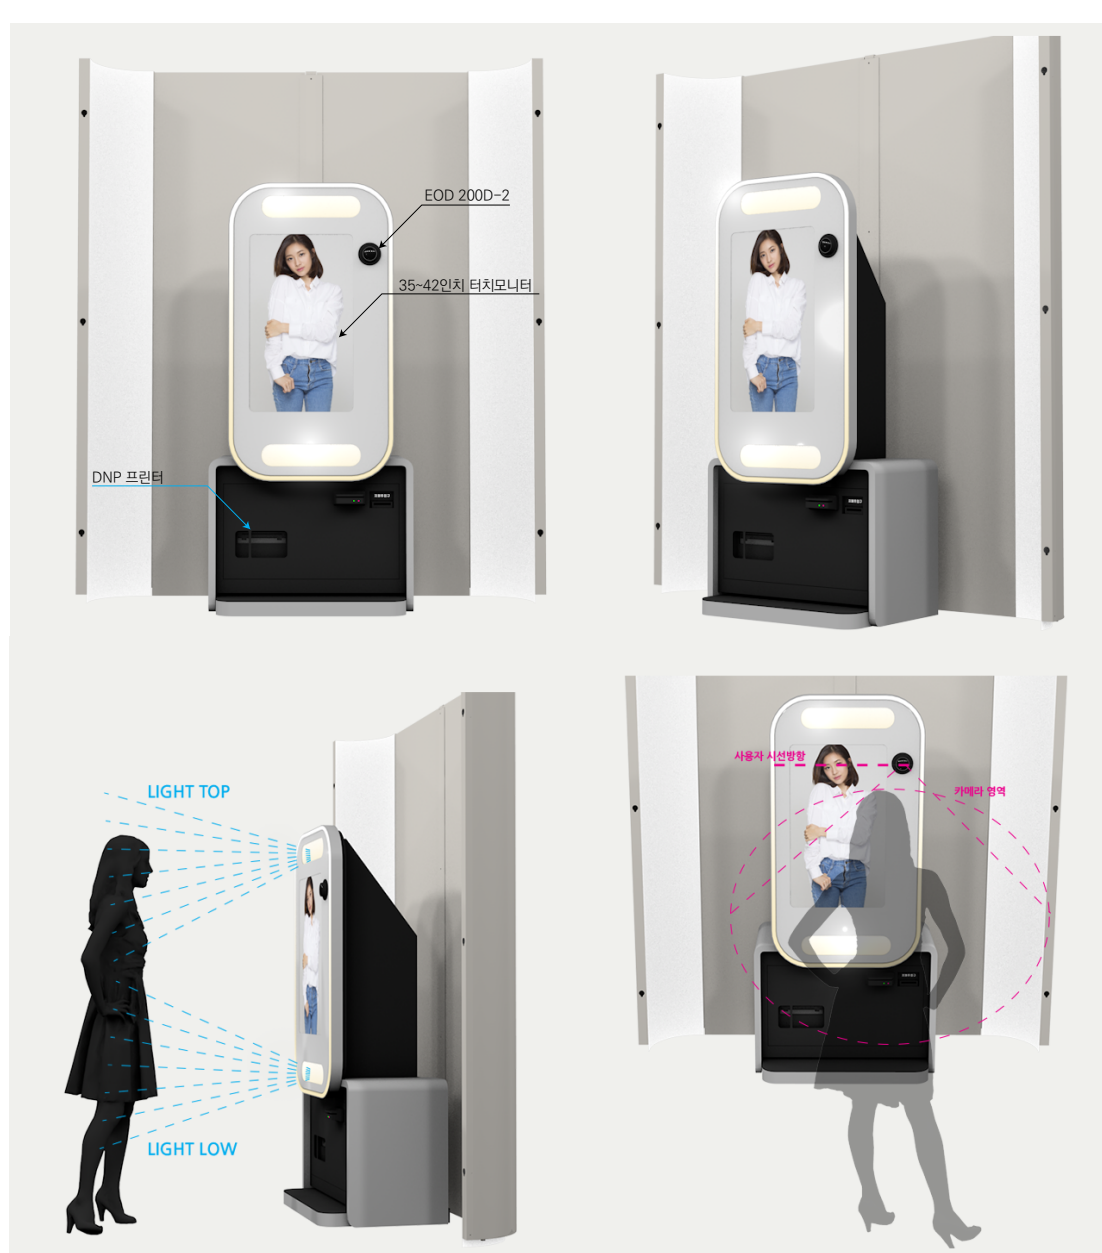 EOD 200D-2
35~42인치 터치모니터
DNP 프린터
LIGHT TOP
LIGHT LOW
사용자 시선방향
카메라 영역